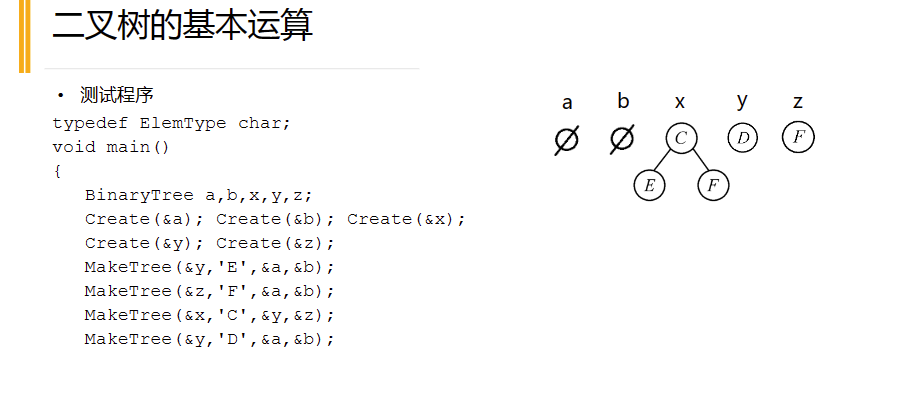 二叉树的基本运算
• 测试程序
typedef ElemType char;
void main()
{
BinaryTree a,b,x,y,z;
Create(&a); Create(&b); Create(&x);
Create(&y); Create(&z);
MakeTree(&y,'E',&a,&b);
MakeTree(&z,'F',&a,&b);
MakeTree(&x,'C',&y,&z);
MakeTree(&y,'D',&a,&b);
a b x y z
∅ ∅ C D F
E F